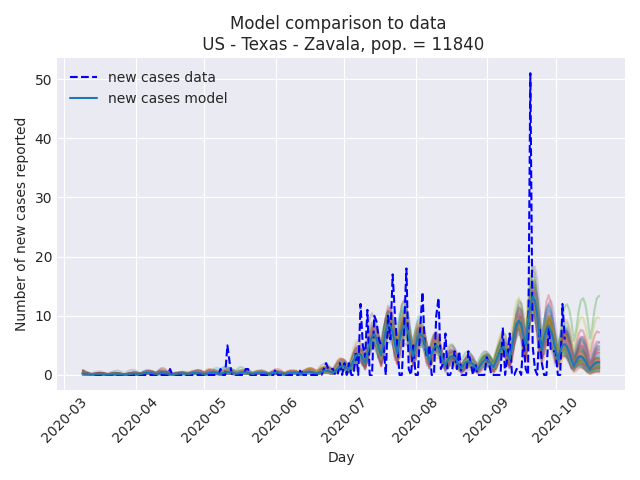 Model comparison to data
US - Texas - Zavala, pop. = 11840
new cases data
new cases model
Number of new cases reported
50
40
30
20
10
0
2020-03
2020-04
2020-05
2020-06
2020-07
2020-08
2020-09
2020-10
Day